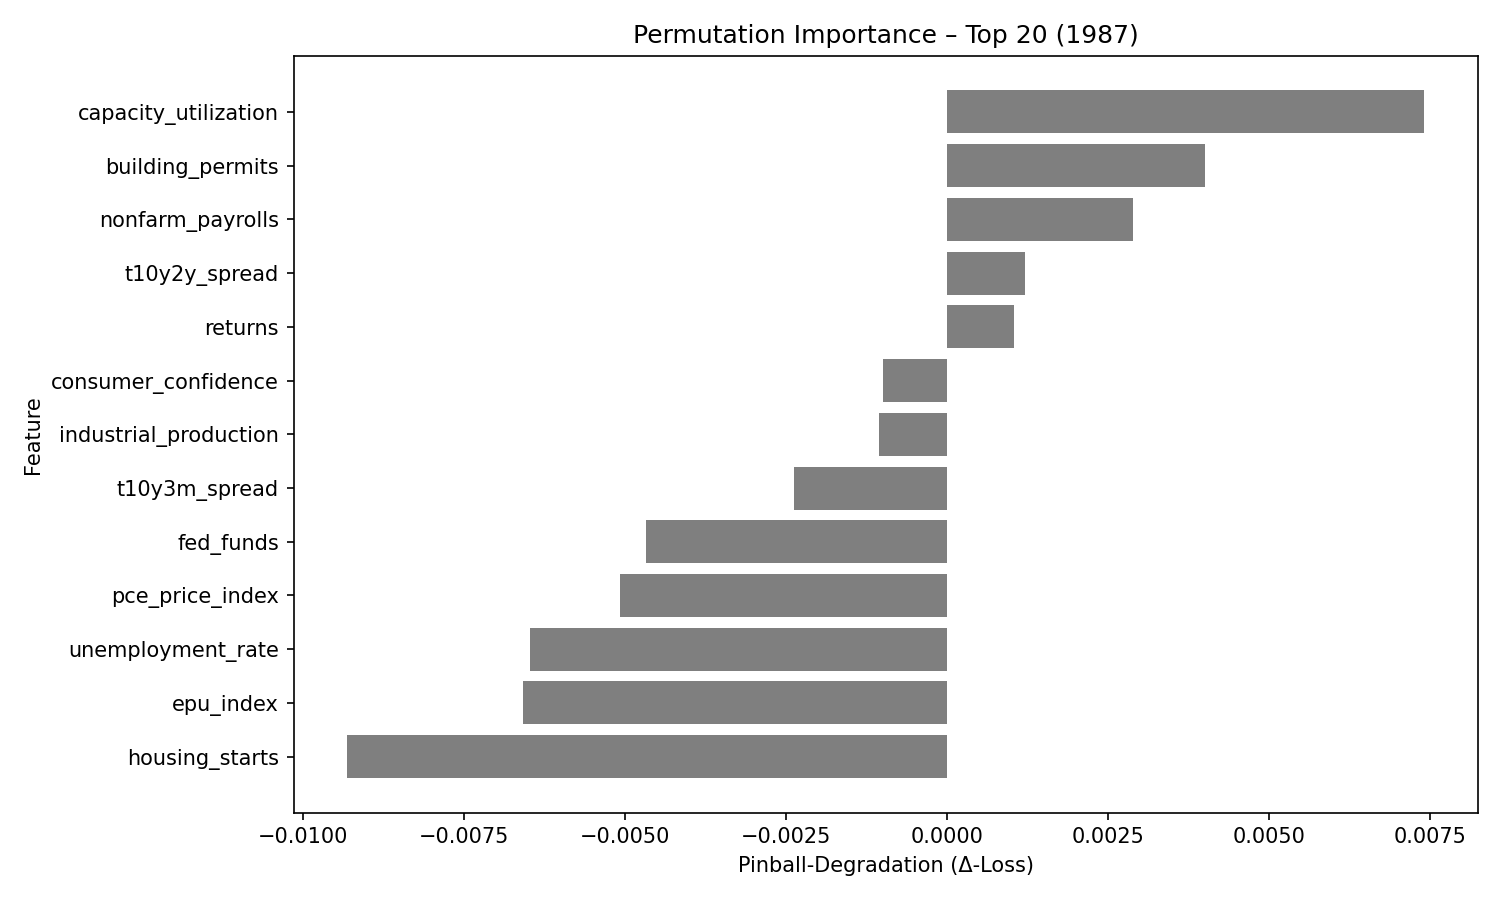 Permutation Importance – Top 20 (1987)
capacity_utilization
building_permits
nonfarm_payrolls
t10y2y_spread
returns
consumer_confidence
industrial_production
t10y3m_spread
fed_funds
pce_price_index
unemployment_rate
epu_index
housing_starts
Feature
−0.0100 −0.0075 −0.0050 −0.0025 0.0000 0.0025 0.0050 0.0075
Pinball-Degradation (Δ-Loss)